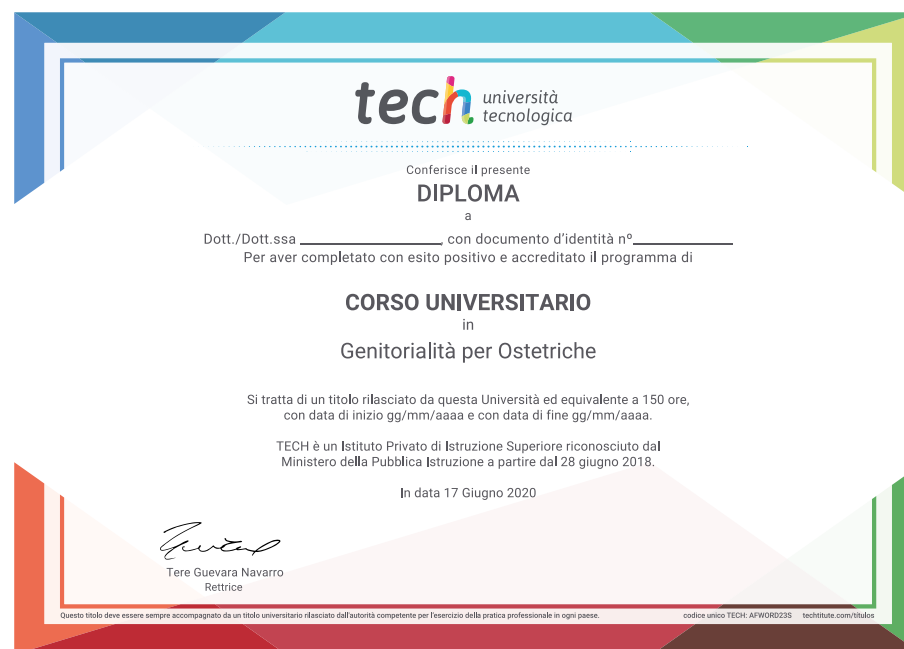 tech università
tecnologica
Conferisce il presente
DIPLOMA
a
Dott./Dott.ssa ____________________, con documento d'identità nº______________
Per aver completato con esito positivo e accreditato il programma di
CORSO UNIVERSITARIO
in
Genitorialità per Ostetriche
Si tratta di un titolo rilasciato da questa Università ed equivalente a 150 ore,
con data di inizio gg/mm/aaaa e con data di fine gg/mm/aaaa.
TECH è un Istituto Privato di Istruzione Superiore riconosciuto dal
Ministero della Pubblica Istruzione a partire dal 28 giugno 2018.
In data 17 Giugno 2020
Tere Guevara Navarro
Rettrice
Questo titolo deve essere sempre accompagnato da un titolo universitario rilasciato dall'autorità competente per l'esercizio della pratica professionale in ogni paese. codice unico TECH: AFWORD23S techtitute.com/titulos